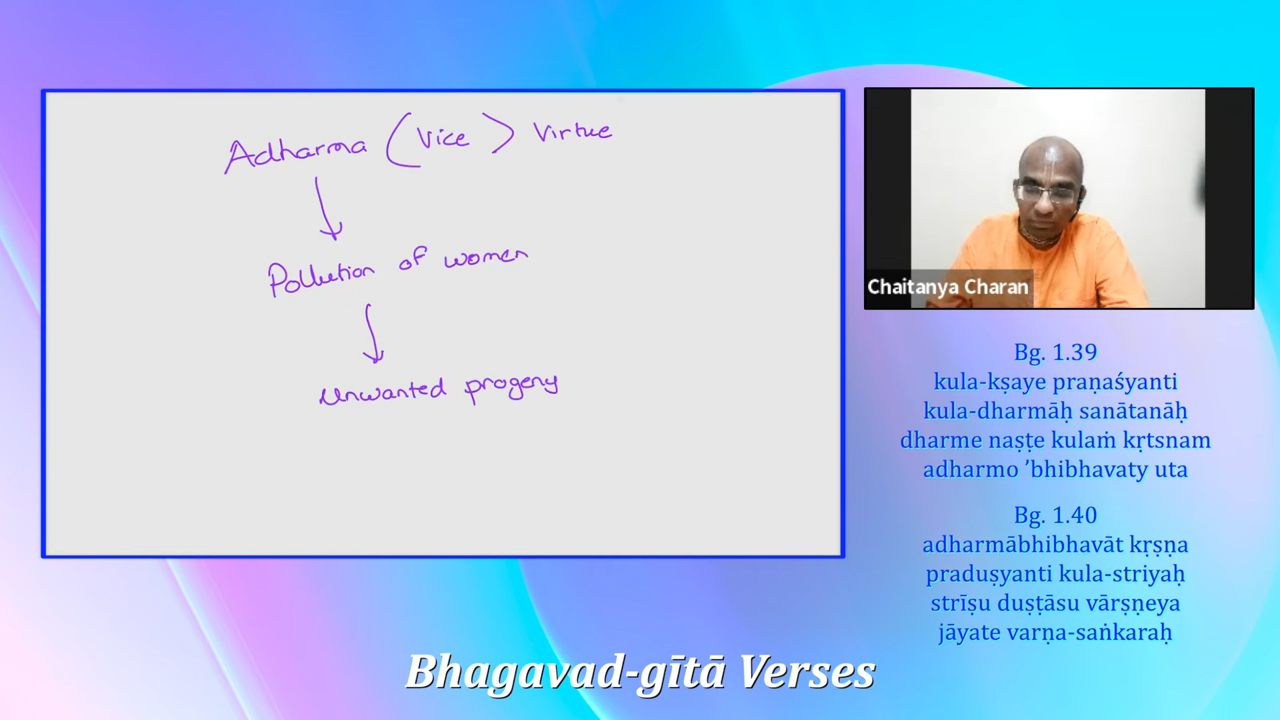 Adharma (Vice > Virtue
Pollution of women
Unwanted progeny
Chaitanya Charan
Bg. 1.39
kula-kṣaye praṇaśyanti
kula-dharmāḥ sanātanāḥ
dharme naṣṭe kulaṁ kṛtsnam
adharmo ’bhibhavaty uta
Bg. 1.40
adharmābhibhavāt kṛṣṇa
praduṣyanti kula-striyaḥ
strīṣu duṣṭāsu vārṣṇeya
jāyate varṇa-saṅkaraḥ
Bhagavad-gītā Verses